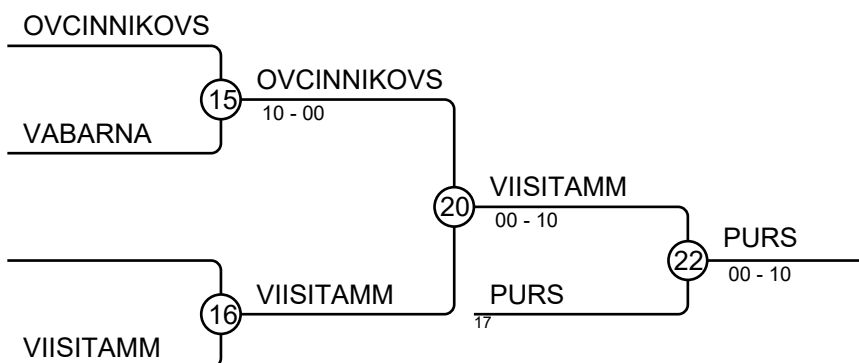 OVCINNIKOVS
15
OVCINNIKOVS
10 - 00
VABARNA
20
VIISITAMM
00 - 10
22
PURS
00 - 10
16
VIISITAMM
PURS
17
VIISITAMM